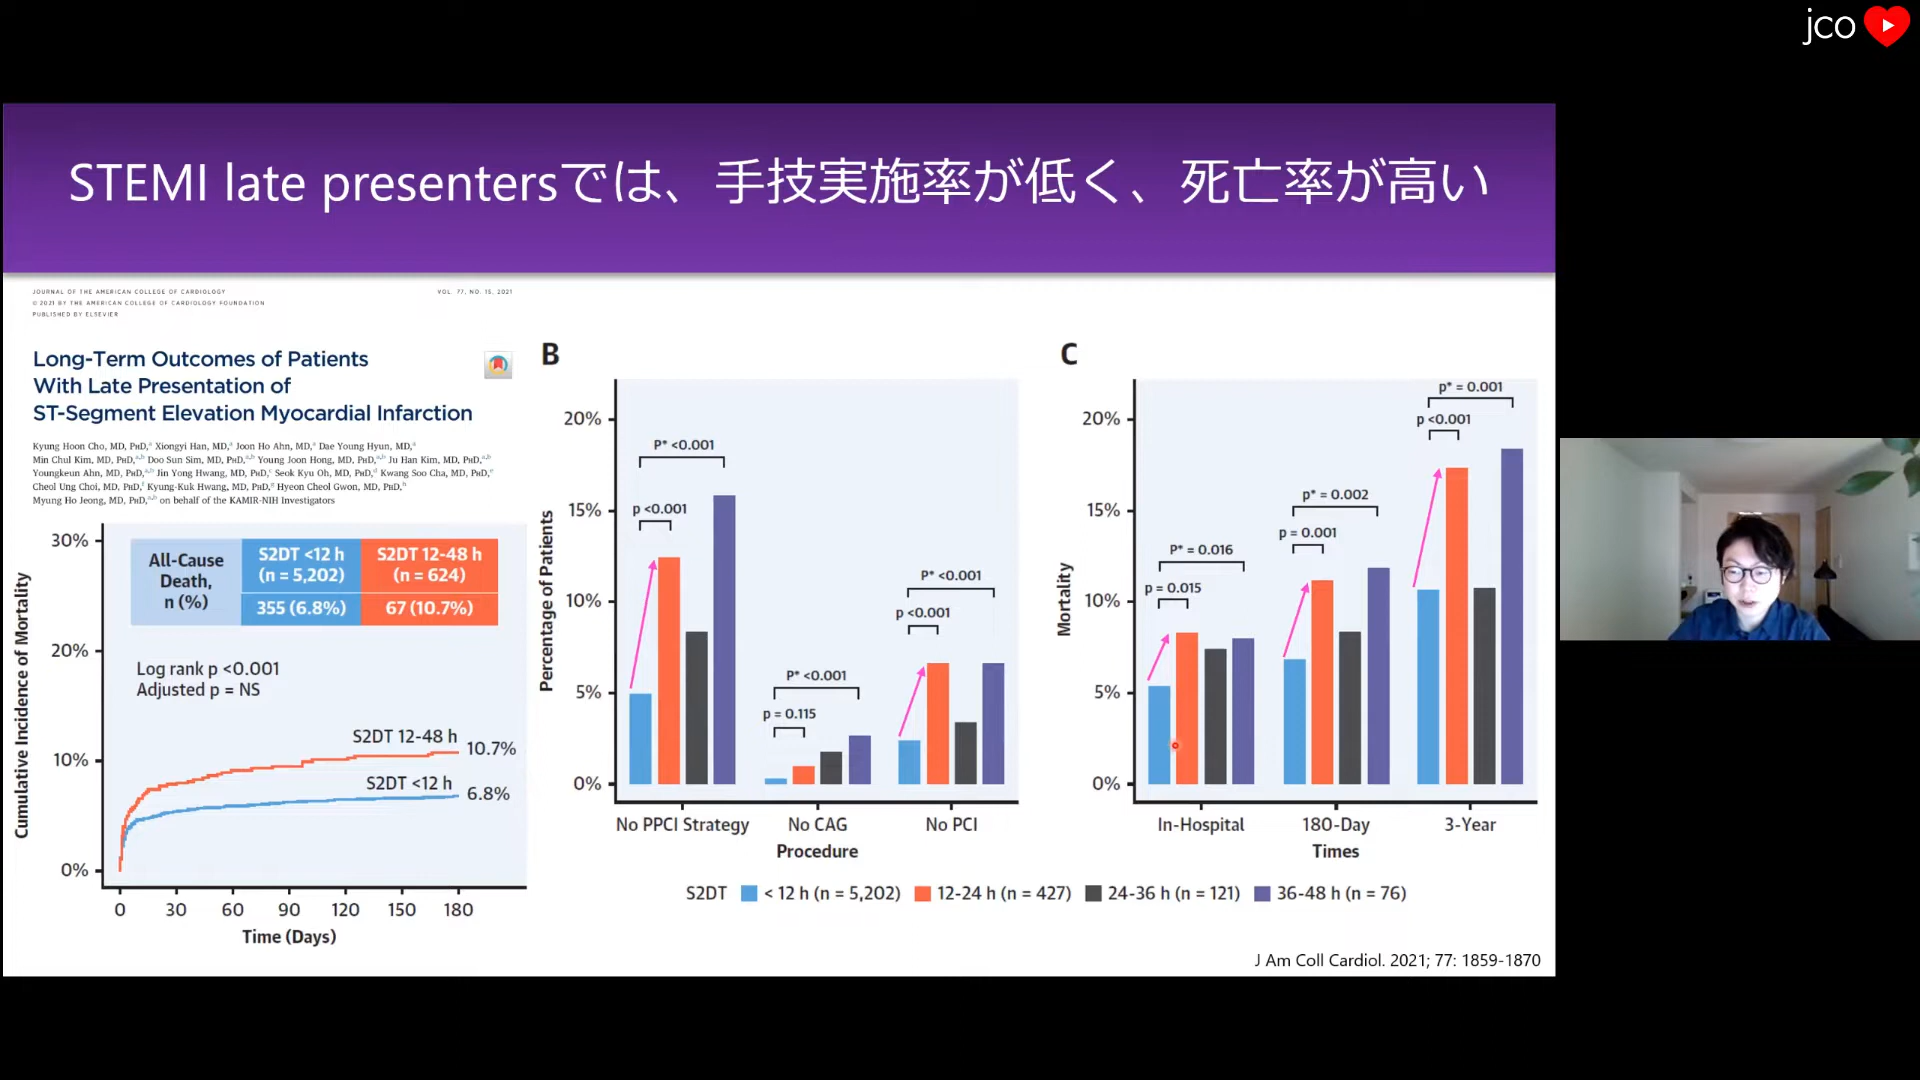 jco
STEMI late presentersでは、手技実施率が低く、死亡率が高い
JOURNAL OF THE AMERICAN COLLEGE OF CARDIOLOGY
VOL. 77, NO. 15, 2021
© 2021 BY THE AMERICAN COLLEGE OF CARDIOLOGY FOUNDATION
PUBLISHED BY ELSEVIER
Long-Term Outcomes of Patients
With Late Presentation of
ST-Segment Elevation Myocardial Infarction
Kyung Hoon Cho, MD, PhD,a Xiongyi Han, MD,a Joon Ho Ahn, MD,a Dae Young Hyun, MD,a
Min Chul Kim, MD, PhD,a,b Doo Sun Sim, MD, PhD,a,b Young Joon Hong, MD, PhD,a,b Ju Han Kim, MD, PhD,a,b
Youngkeun Ahn, MD, PhD,a,b Jin Yong Hwang, MD, PhD,c Seok Kyu Oh, MD, PhD,d Kwang Soo Cha, MD, PhD,e
Cheol Ung Choi, MD, PhD,f Kyung-Kuk Hwang, MD, PhD,g Hyeon Cheol Gwon, MD, PhD,h
Myung Ho Jeong, MD, PhD,a,b on behalf of the KAMIR-NIH Investigators
Cumulative Incidence of Mortality
30%
20%
10%
0%
All-Cause
Death,
n (%)
S2DT <12 h
(n = 5,202)
355 (6.8%)
S2DT 12-48 h
(n = 624)
67 (10.7%)
Log rank p <0.001
Adjusted p = NS
S2DT 12-48 h
10.7%
S2DT <12 h
6.8%
0 30 60 90 120 150 180
Time (Days)
B
Percentage of Patients
20%
15%
10%
5%
0%
P* <0.001
p <0.001
P* <0.001
p = 0.115
P* <0.001
p <0.001
No PPCI Strategy No CAG No PCI
Procedure
C
Mortality
20%
15%
10%
5%
0%
P* = 0.016
p = 0.015
p* = 0.002
p = 0.001
p* = 0.001
p <0.001
In-Hospital 180-Day 3-Year
Times
S2DT < 12 h (n = 5,202) 12-24 h (n = 427) 24-36 h (n = 121) 36-48 h (n = 76)
J Am Coll Cardiol. 2021; 77: 1859-1870